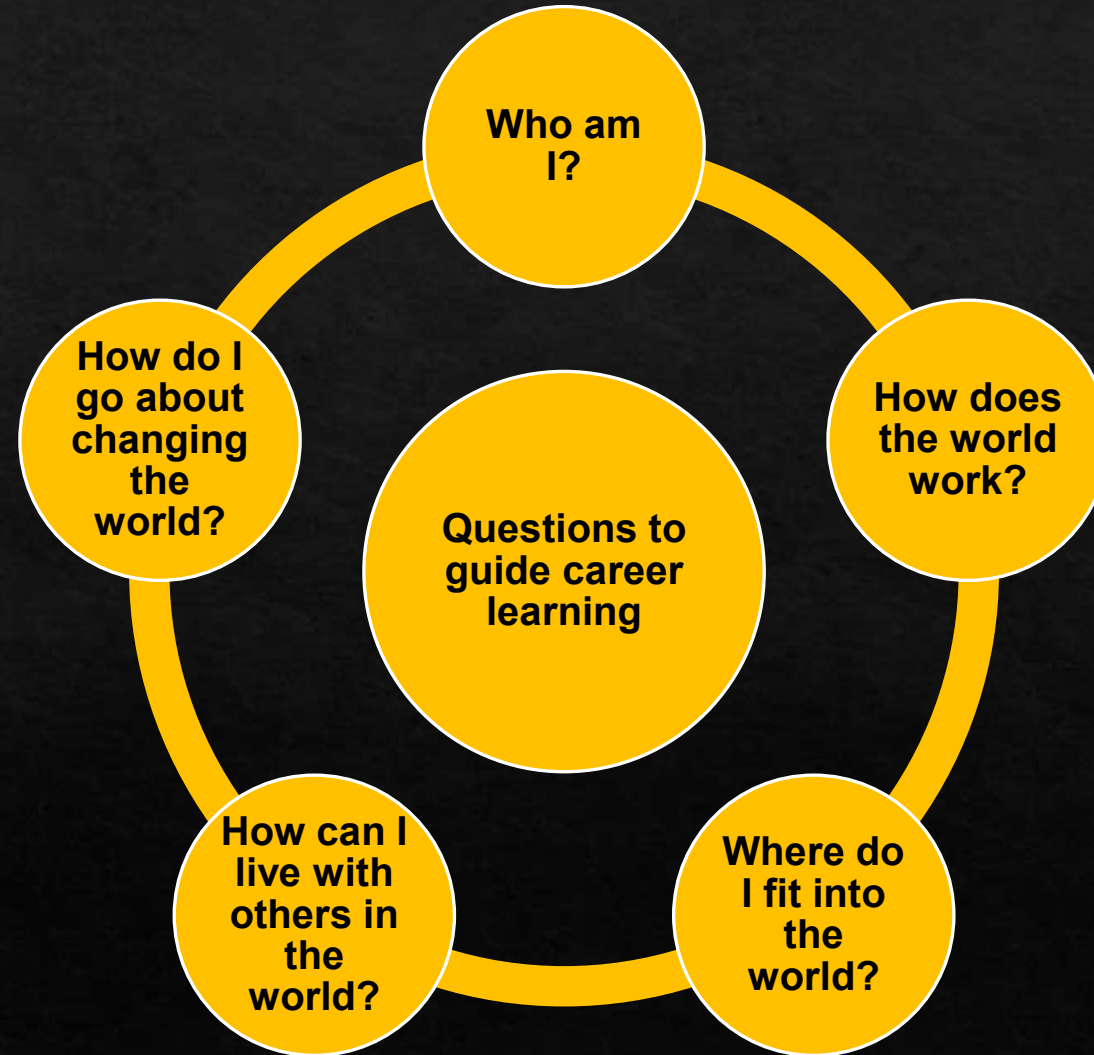 Who am
I?
How does
the world
work?
Where do
I fit into
the
world?
How can I
live with
others in
the
world?
How do I
go about
changing
the
world?
Questions to
guide career
learning